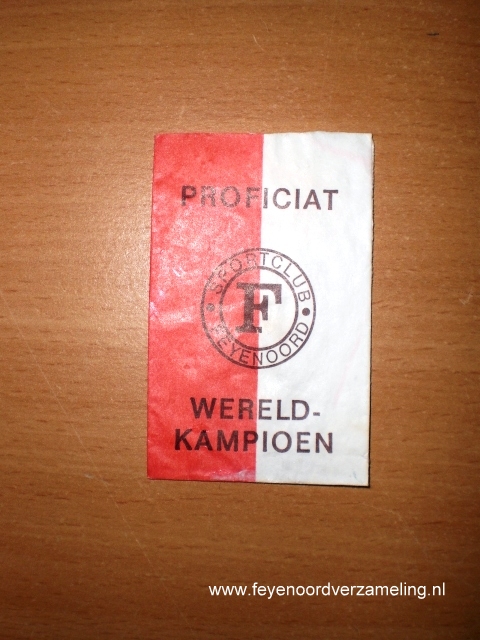 PROFICIAT
SPORTCLUB
F
FEYENOORD
WERELD-
KAMPIOEN
www.feyenoordverzameling.nl